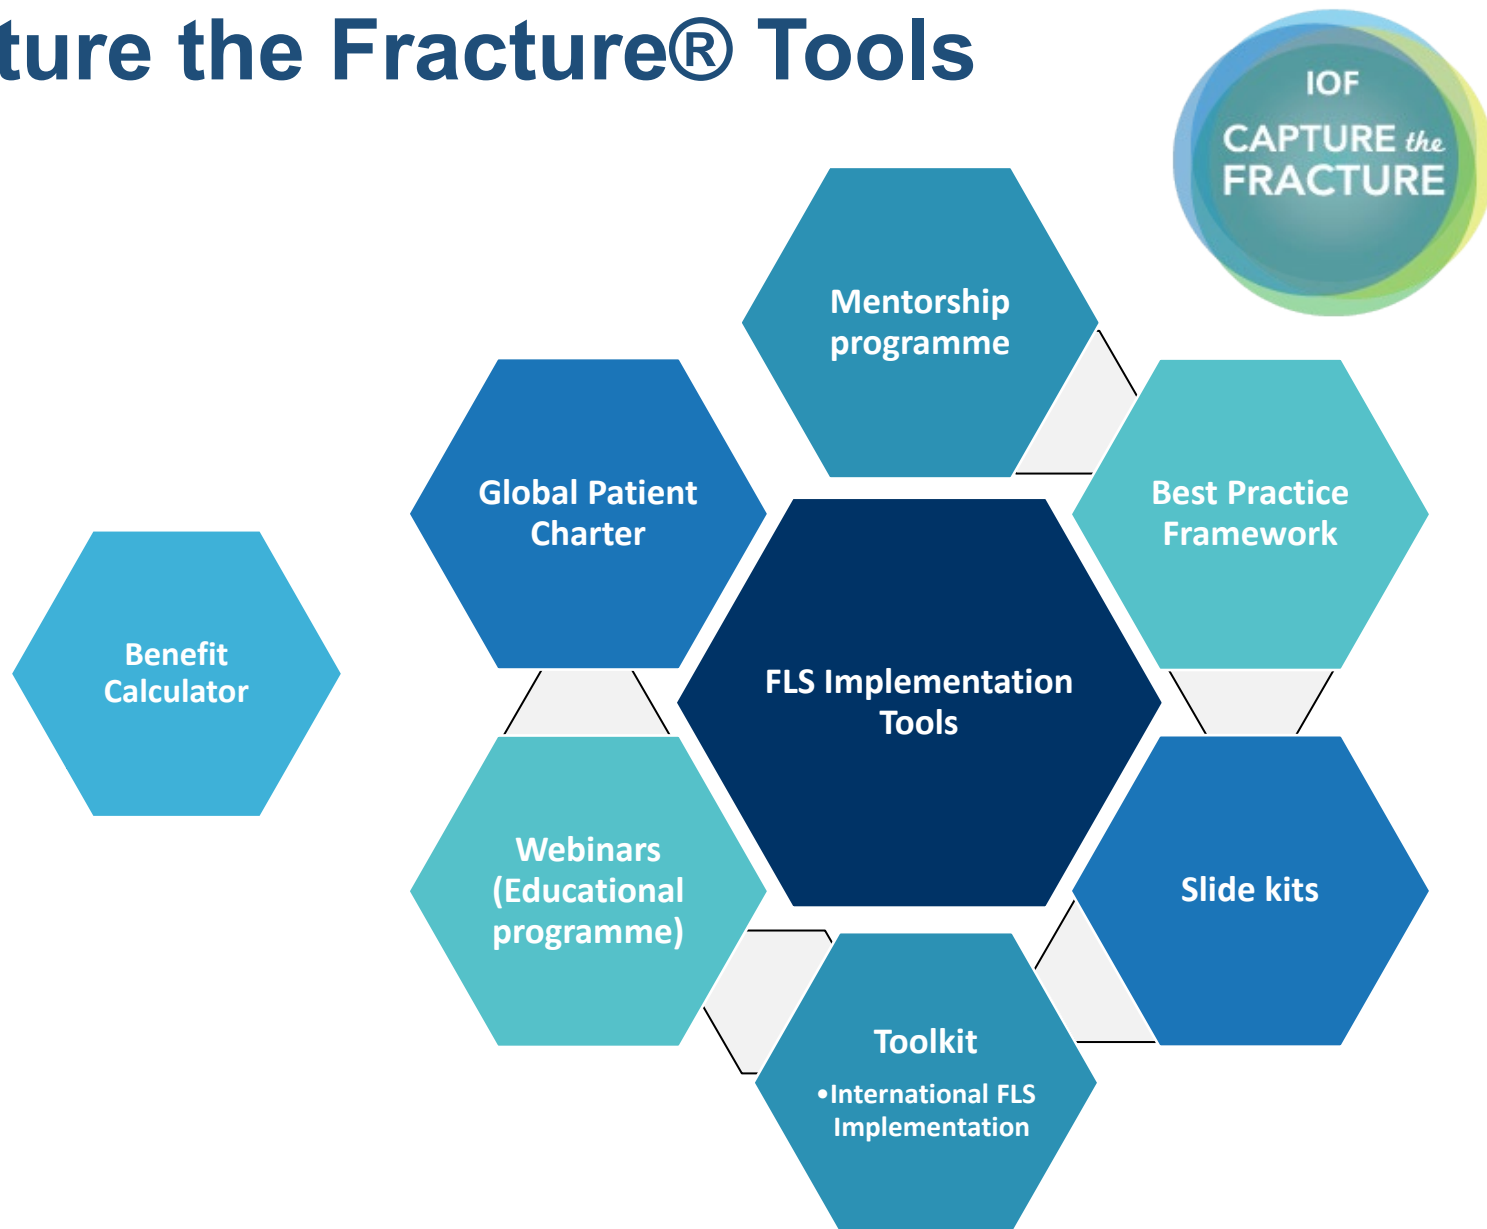 ture the Fracture® Tools
IOF
CAPTURE the
FRACTURE
Mentorship
programme
Global Patient
Charter
Best Practice
Framework
Benefit
Calculator
FLS Implementation
Tools
Webinars
(Educational
programme)
Slide kits
Toolkit
•International FLS
Implementation